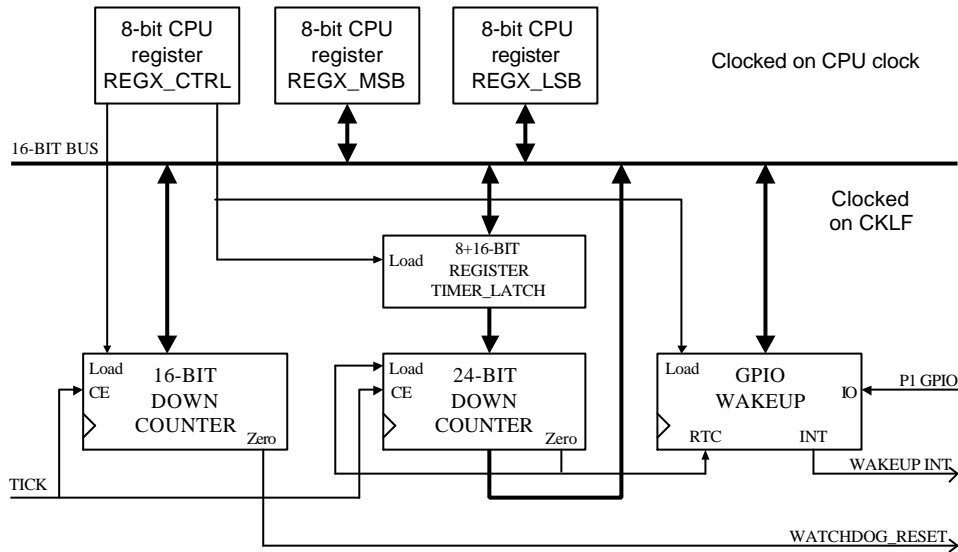 8-bit CPU
register
REGX_CTRL
8-bit CPU
register
REGX_MSB
8-bit CPU
register
REGX_LSB
Clocked on CPU clock
16-BIT BUS
Clocked
on CKLF
Load
8+16-BIT
REGISTER
TIMER_LATCH
Load
CE
16-BIT
DOWN
COUNTER
Zero
Load
CE
24-BIT
DOWN
COUNTER
Zero
Load
GPIO
WAKEUP
IO
RTC
INT
P1 GPIO
WAKEUP INT
TICK
WATCHDOG_RESET